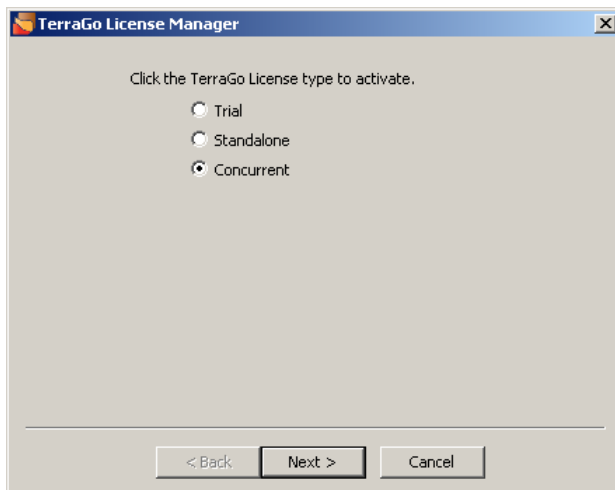 TerraGo License Manager
Click the TerraGo License type to activate.
Trial
Standalone
Concurrent
< Back Next > Cancel